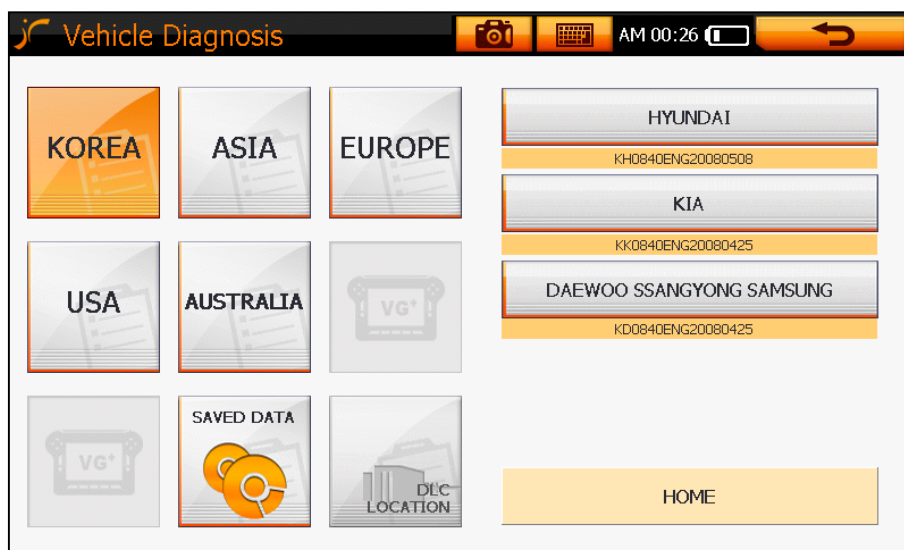 Vehicle Diagnosis
AM 00:26
KOREA
ASIA
EUROPE
USA
AUSTRALIA
VG+
VG+
SAVED DATA
DLC
LOCATION
HYUNDAI
KH0840ENG20080508
KIA
KK0840ENG20080425
DAEWOO SSANGYONG SAMSUNG
KD0840ENG20080425
HOME